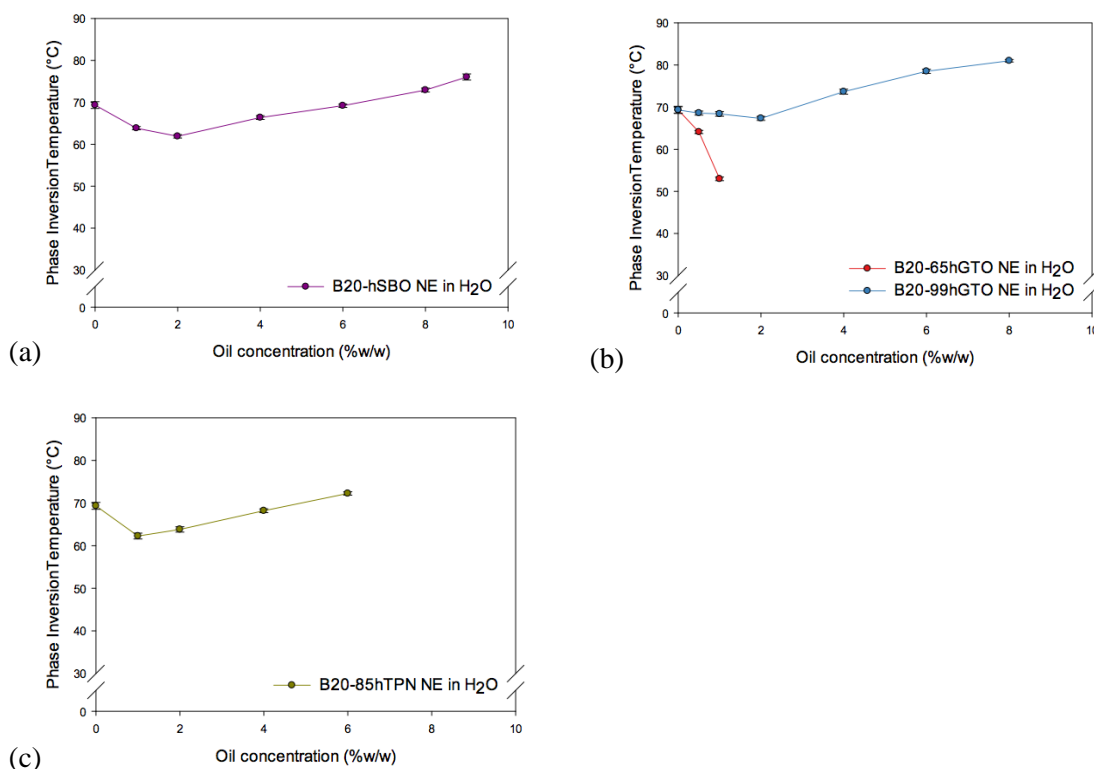 90
80
70
60
50
40
30
0
Phase InversionTemperature (°C)
B20-hSBO NE in H2O
0 2 4 6 8 10
Oil concentration (%w/w)
(a)
90
80
70
60
50
40
30
0
Phase InversionTemperature (°C)
B20-65hGTO NE in H2O
B20-99hGTO NE in H2O
0 2 4 6 8 10
Oil concentration (%w/w)
(b)
90
80
70
60
50
40
30
0
Phase InversionTemperature (°C)
B20-85hTPN NE in H2O
0 2 4 6 8 10
Oil concentration (%w/w)
(c)